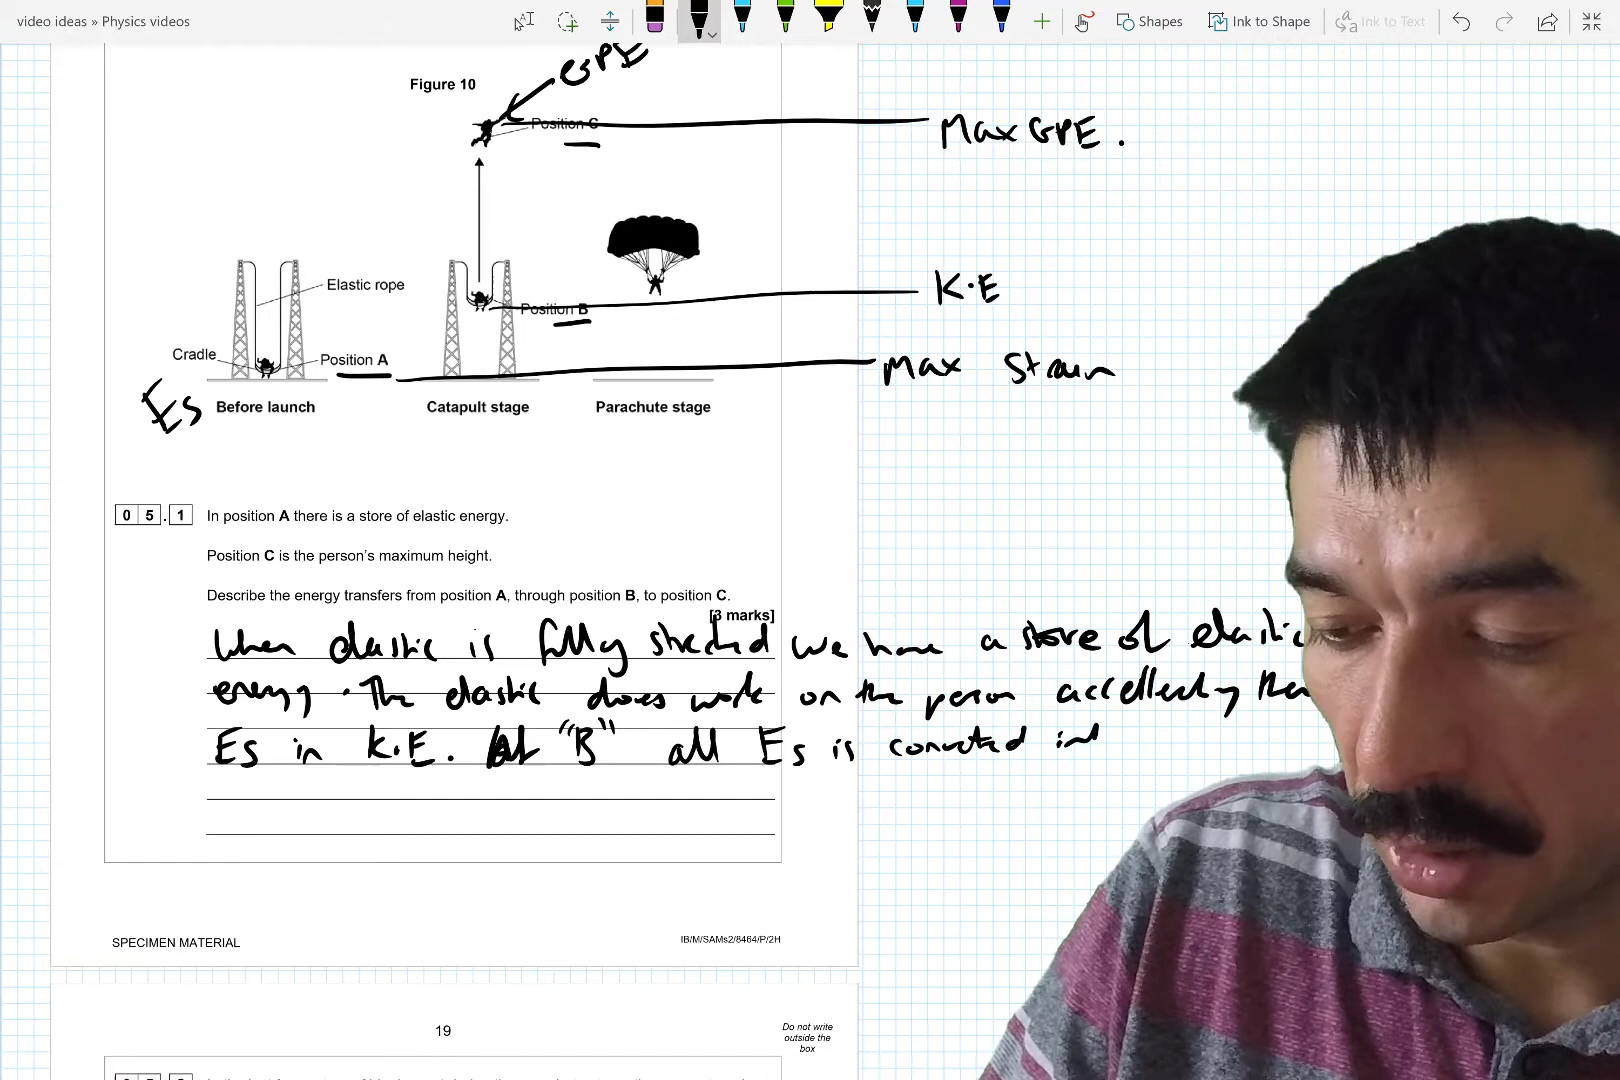 video ideas » Physics videos
Shapes
Ink to Shape
Ink to Text
GPE
Figure 10
Position C
Max GPE.
Elastic rope
K.E
Position B
Cradle
Position A
Max Strain
Es
Before launch
Catapult stage
Parachute stage
0 5 . 1
In position A there is a store of elastic energy.
Position C is the person's maximum height.
Describe the energy transfers from position A, through position B, to position C.
[3 marks]
When elastic is fully streched we have a store of elastic
energy. The elastic does work on the person
Es in K.E. At "B" all Es is
SPECIMEN MATERIAL
IB/M/SAMs2/8464/P/2H
19
Do not write
outside the
box